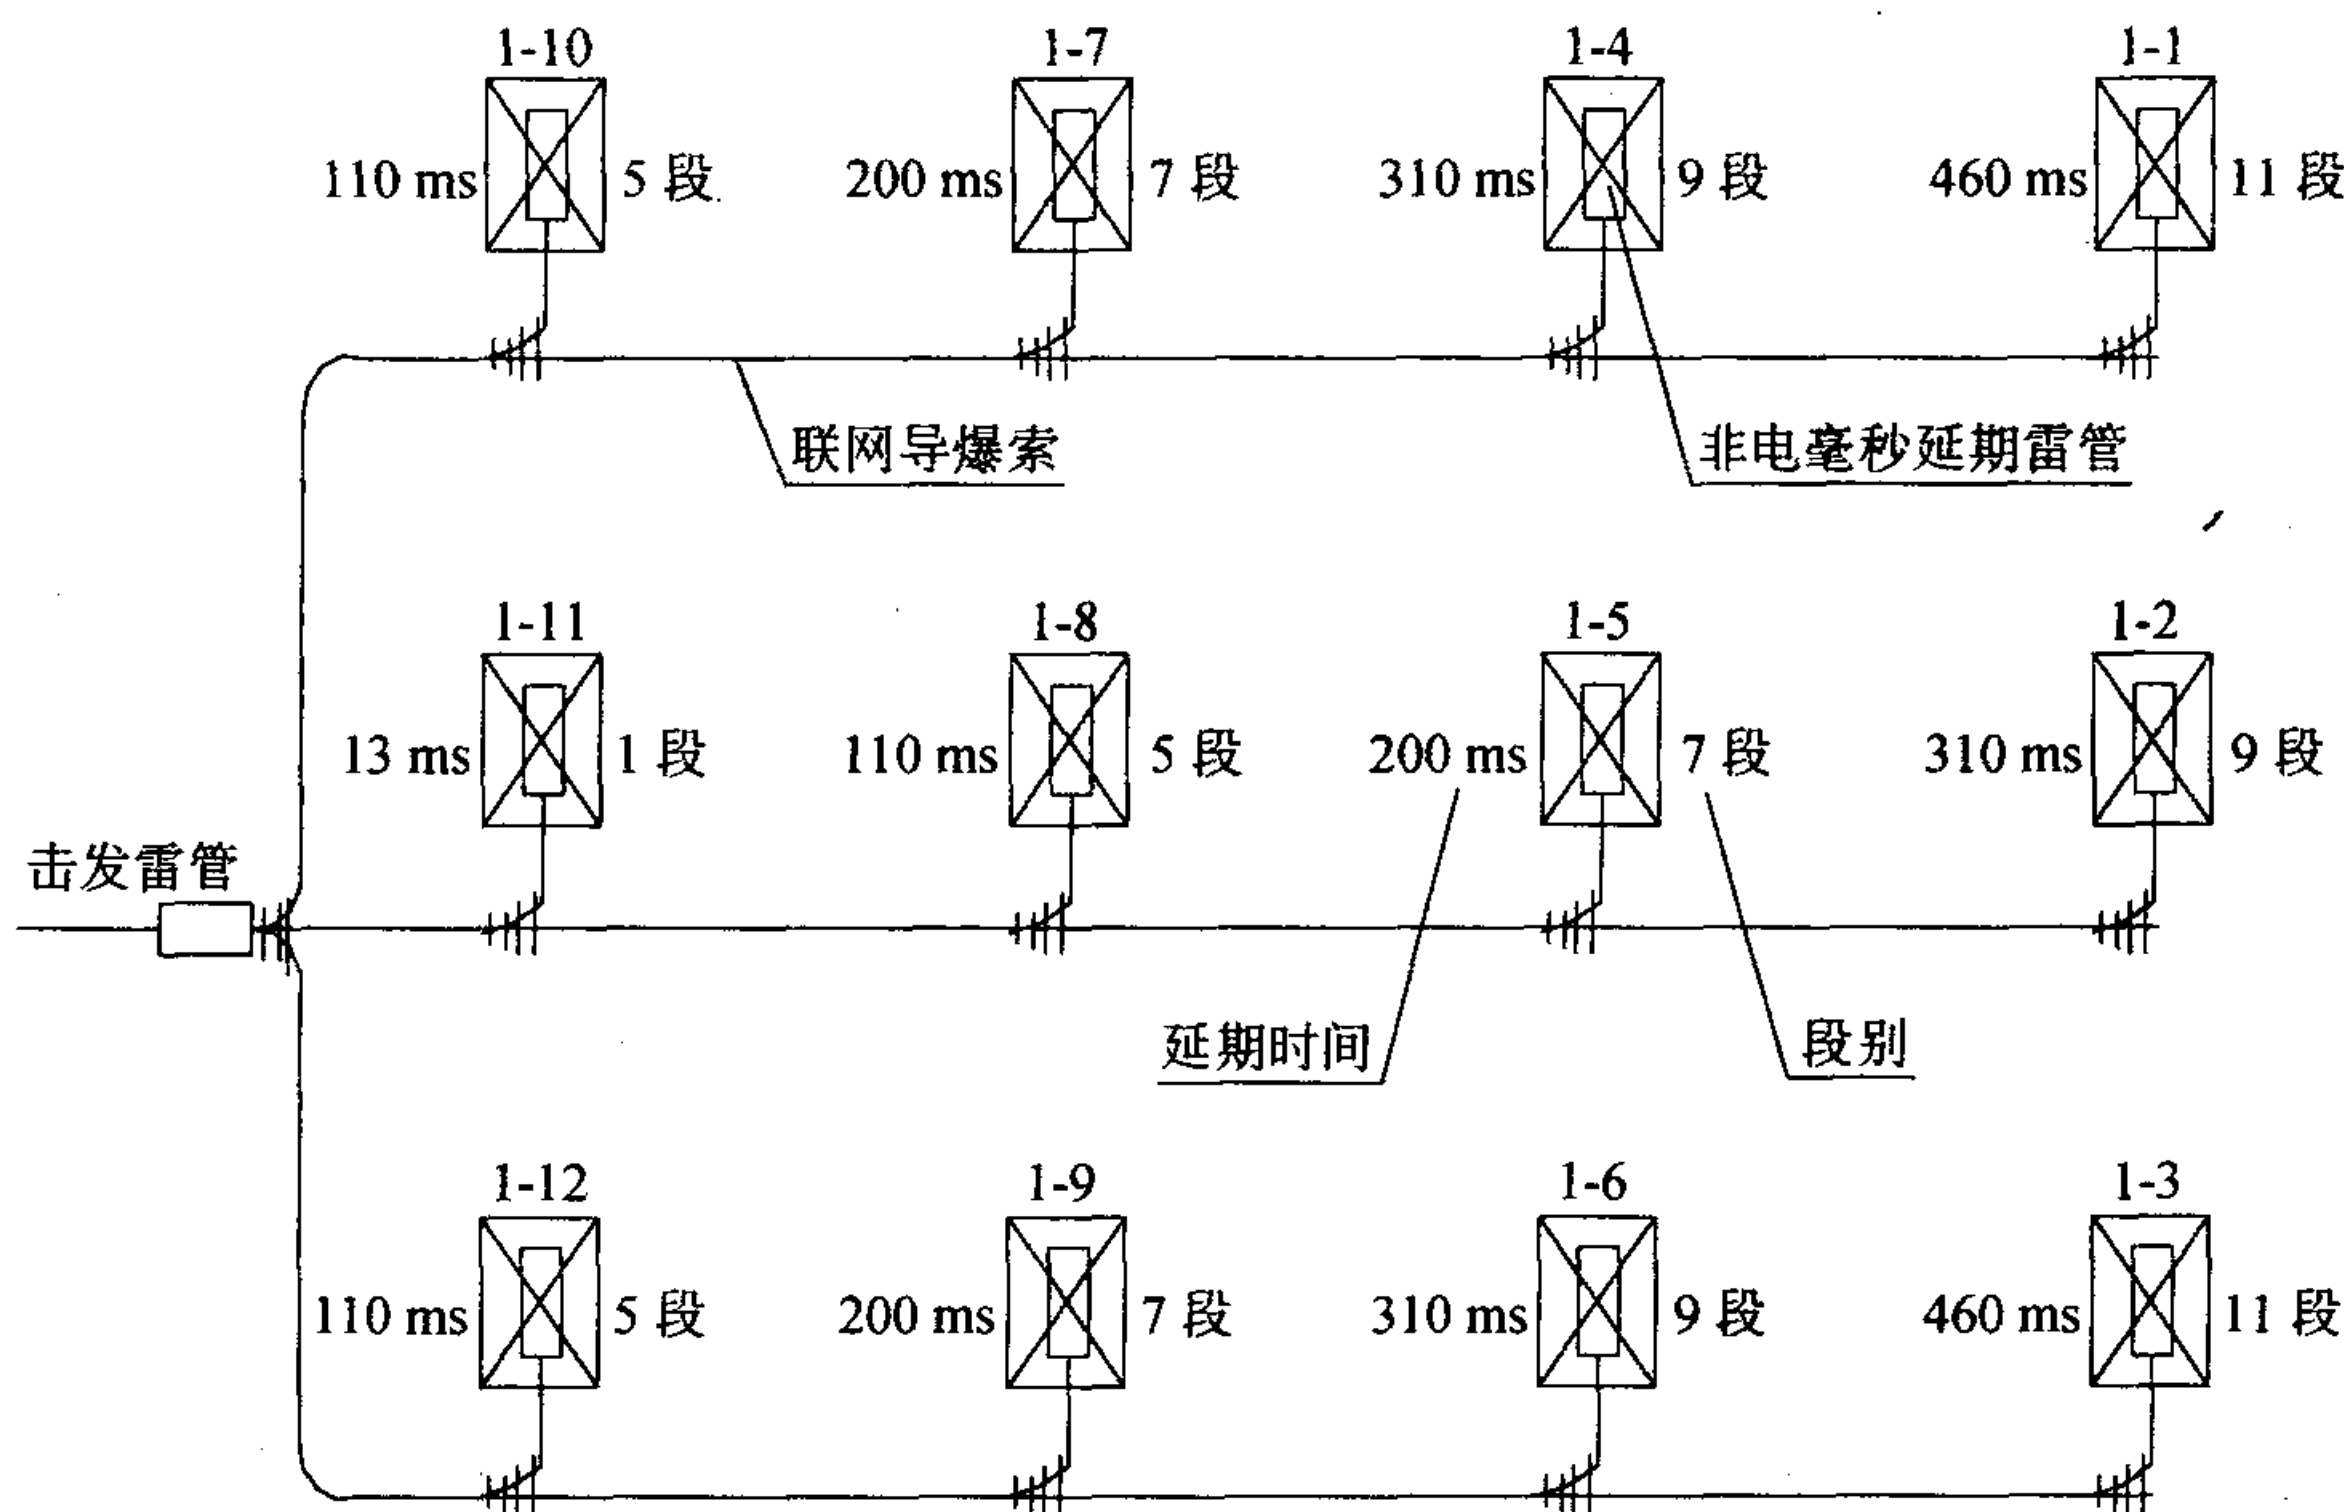 1-10 1-7 1-4 1-1
110 ms 5 段 200 ms 7 段 310 ms 9 段 460 ms 11 段
联网导爆索 非电毫秒延期雷管
1-11 1-8 1-5 1-2
13 ms 1 段 110 ms 5 段 200 ms 7 段 310 ms 9 段
击发雷管
延期时间 段别
1-12 1-9 1-6 1-3
110 ms 5 段 200 ms 7 段 310 ms 9 段 460 ms 11 段